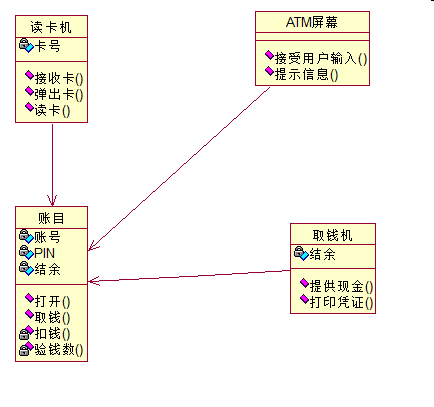 读卡机
卡号
接收卡()
弹出卡()
读卡()
ATM屏幕
接受用户输入()
提示信息()
账目
账号
PIN
结余
打开()
取钱()
扣钱()
验钱数()
取钱机
结余
提供现金()
打印凭证()